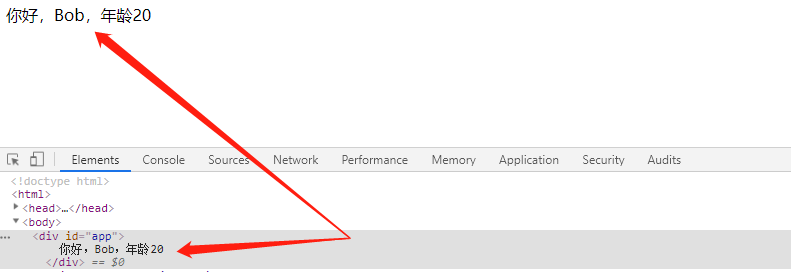 你好，Bob，年龄20
Elements Console Sources Network Performance Memory Application Security Audits
<!doctype html>
<html>
<head>…</head>
<body>
<div id="app">
你好，Bob，年龄20
</div> == $0